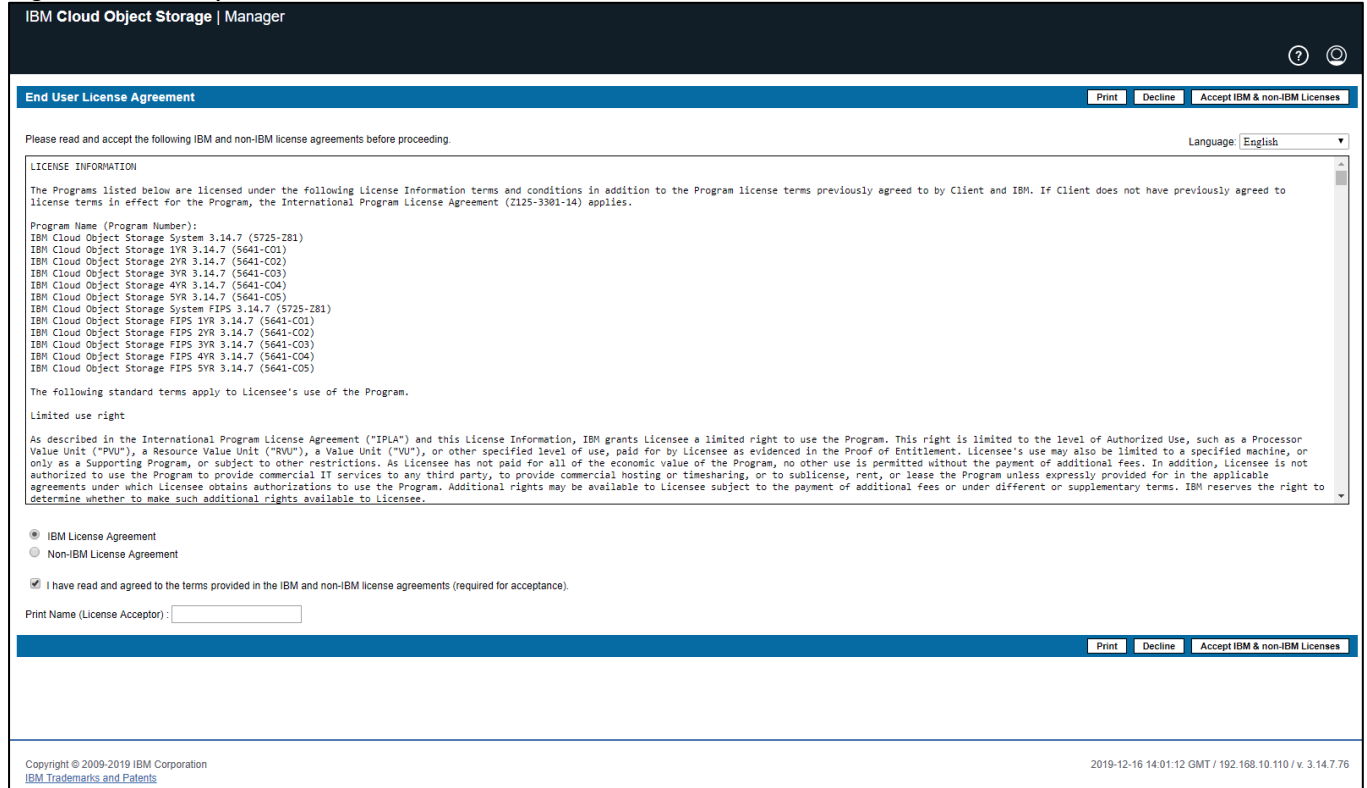 IBM Cloud Object Storage | Manager
?
End User License Agreement
Print Decline Accept IBM & non-IBM Licenses
Please read and accept the following IBM and non-IBM license agreements before proceeding.
Language: English
LICENSE INFORMATION
The Programs listed below are licensed under the following License Information terms and conditions in addition to the Program license terms previously agreed to by Client and IBM. If Client does not have previously agreed to
license terms in effect for the Program, the International Program License Agreement (Z125-3301-14) applies.
Program Name (Program Number):
IBM Cloud Object Storage System 3.14.7 (5725-Z81)
IBM Cloud Object Storage 1YR 3.14.7 (5641-CO1)
IBM Cloud Object Storage 2YR 3.14.7 (5641-CO2)
IBM Cloud Object Storage 3YR 3.14.7 (5641-CO3)
IBM Cloud Object Storage 4YR 3.14.7 (5641-CO4)
IBM Cloud Object Storage 5YR 3.14.7 (5641-CO5)
IBM Cloud Object Storage System FIPS 3.14.7 (5725-Z81)
IBM Cloud Object Storage FIPS 1YR 3.14.7 (5641-CO1)
IBM Cloud Object Storage FIPS 2YR 3.14.7 (5641-CO2)
IBM Cloud Object Storage FIPS 3YR 3.14.7 (5641-CO3)
IBM Cloud Object Storage FIPS 4YR 3.14.7 (5641-CO4)
IBM Cloud Object Storage FIPS 5YR 3.14.7 (5641-CO5)
The following standard terms apply to Licensee's use of the Program.
Limited use right
As described in the International Program License Agreement ("IPLA") and this License Information, IBM grants Licensee a limited right to use the Program. This right is limited to the level of Authorized Use, such as a Processor
Value Unit ("PVU"), a Resource Value Unit ("RVU"), a Value Unit ("VU"), or other specified level of use, paid for by Licensee as evidenced in the Proof of Entitlement. Licensee's use may also be limited to a specified machine, or
only as a Supporting Program, or subject to other restrictions. As Licensee has not paid for all of the economic value of the Program, no other use is permitted without the payment of additional fees. In addition, Licensee is not
authorized to use the Program to provide commercial IT services to any third party, to provide commercial hosting or timesharing, or to sublicense, rent, or lease the Program unless expressly provided for in the applicable
agreements under which Licensee obtains authorizations to use the Program. Additional rights may be available to Licensee subject to the payment of additional fees or under different or supplementary terms. IBM reserves the right to
determine whether to make such additional rights available to Licensee.
IBM License Agreement
Non-IBM License Agreement
I have read and agreed to the terms provided in the IBM and non-IBM license agreements (required for acceptance).
Print Name (License Acceptor) :
Print Decline Accept IBM & non-IBM Licenses
Copyright © 2009-2019 IBM Corporation
2019-12-16 14:01:12 GMT / 192.168.10.110 / v. 3.14.7.76
IBM Trademarks and Patents